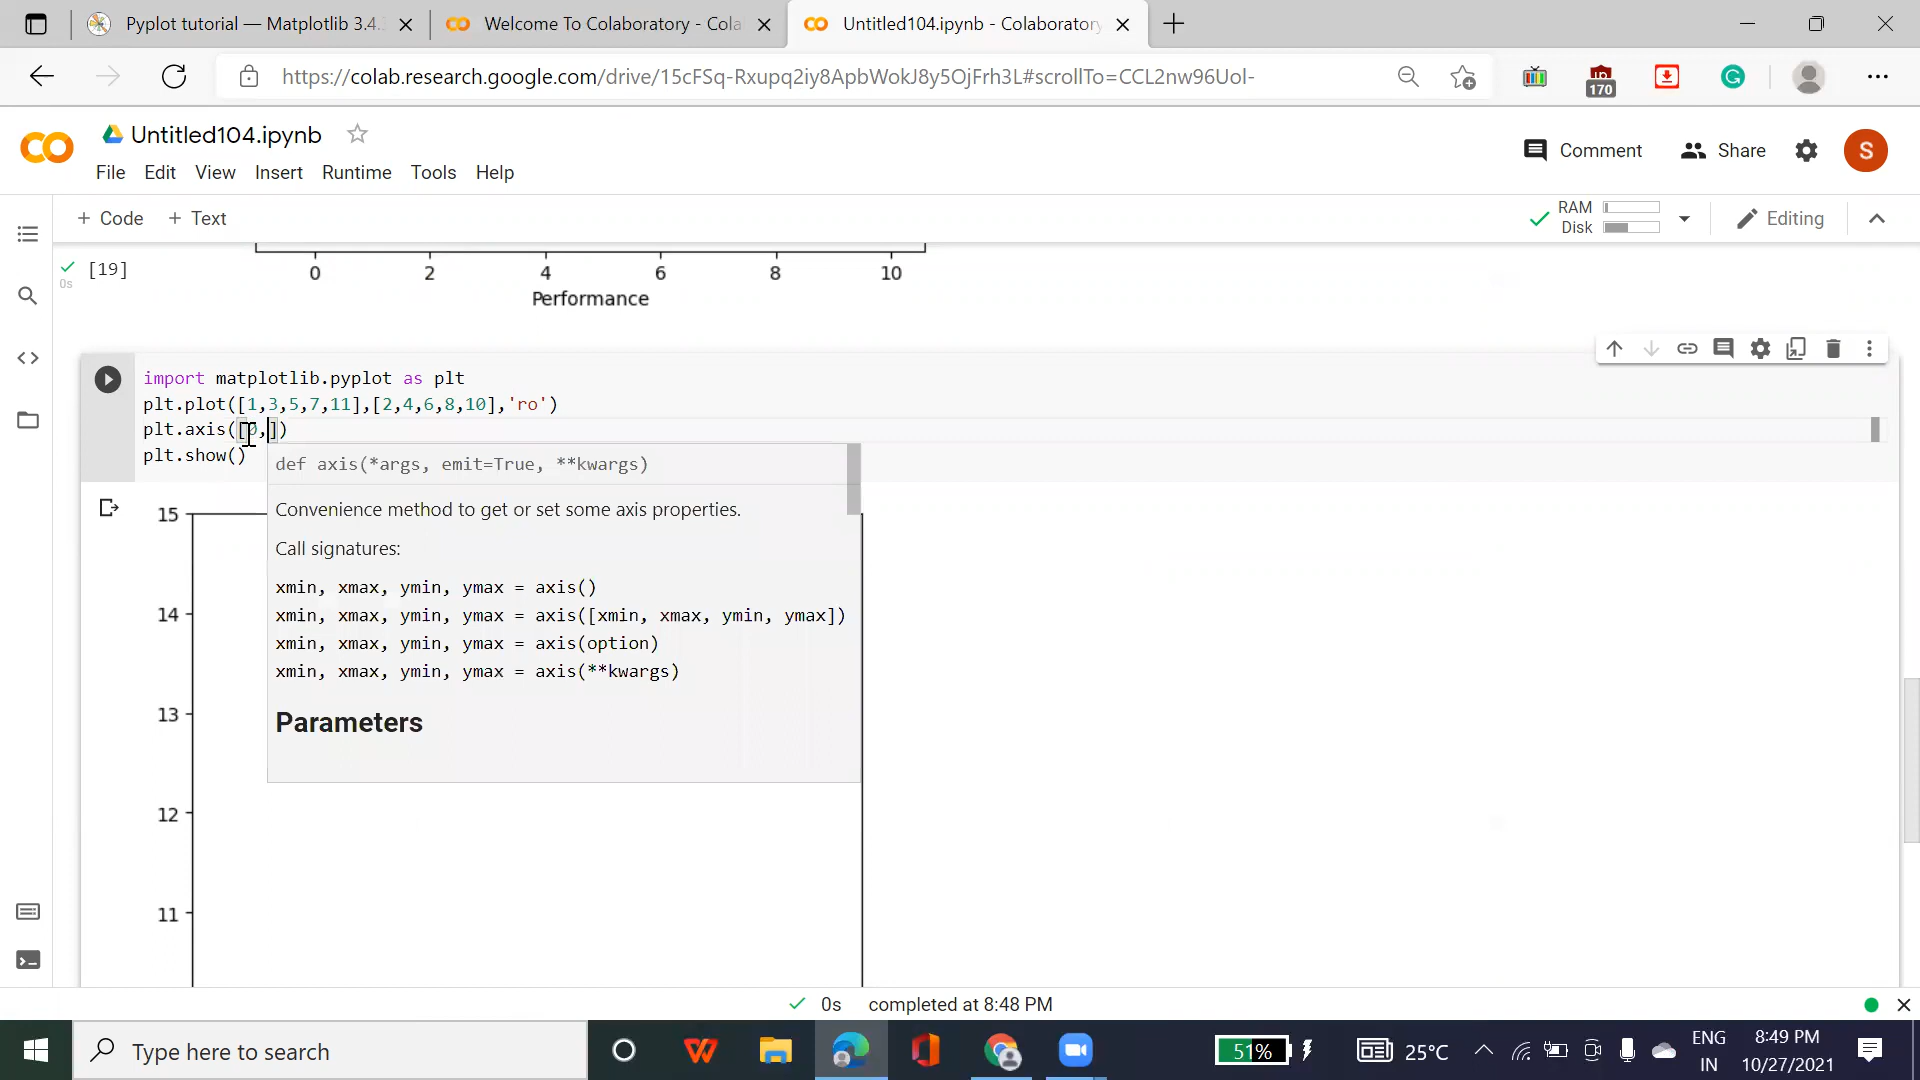 Pyplot tutorial — Matplotlib 3.4.
Welcome To Colaboratory - Cola
Untitled104.ipynb - Colaboratory
https://colab.research.google.com/drive/15cFSq-Rxupq2iy8ApbWokJ8y5OjFrh3L#scrollTo=CCL2nw96Uol-
170
Untitled104.ipynb
Comment
Share
S
File Edit View Insert Runtime Tools Help
+ Code + Text
RAM
Disk
Editing
[19]
0s
0 2 4 6 8 10
Performance
import matplotlib.pyplot as plt
plt.plot([1,3,5,7,11],[2,4,6,8,10],'ro')
plt.axis([0,])
plt.show()
def axis(*args, emit=True, **kwargs)
Convenience method to get or set some axis properties.
Call signatures:
xmin, xmax, ymin, ymax = axis()
xmin, xmax, ymin, ymax = axis([xmin, xmax, ymin, ymax])
xmin, xmax, ymin, ymax = axis(option)
xmin, xmax, ymin, ymax = axis(**kwargs)
Parameters
15
14
13
12
11
0s completed at 8:48 PM
Type here to search
51%
25°C
ENG
IN
8:49 PM
10/27/2021